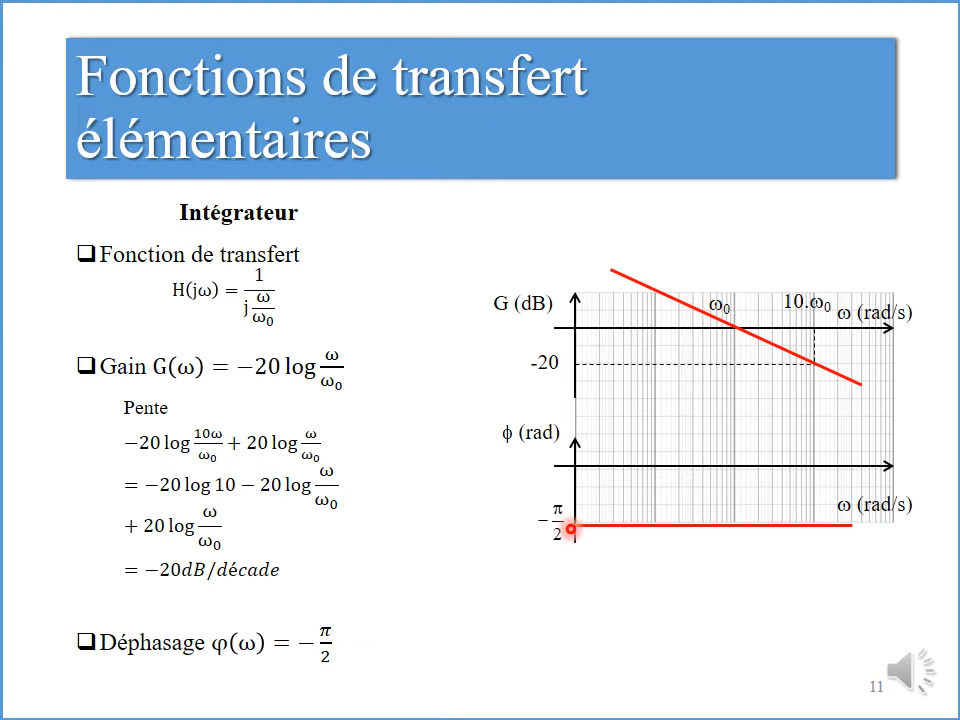 Fonctions de transfert
élémentaires
Intégrateur
❑Fonction de transfert
H(jω) = 1 / (j ω/ω₀)
❑Gain G(ω) = −20 log ω/ω₀
Pente
−20 log 10ω/ω₀ + 20 log ω/ω₀
= −20 log 10 − 20 log ω/ω₀
+ 20 log ω/ω₀
= −20dB/décade
❑Déphasage φ(ω) = − π/2
G (dB)
ω₀
10.ω₀
ω (rad/s)
-20
ϕ (rad)
ω (rad/s)
− π/2
11